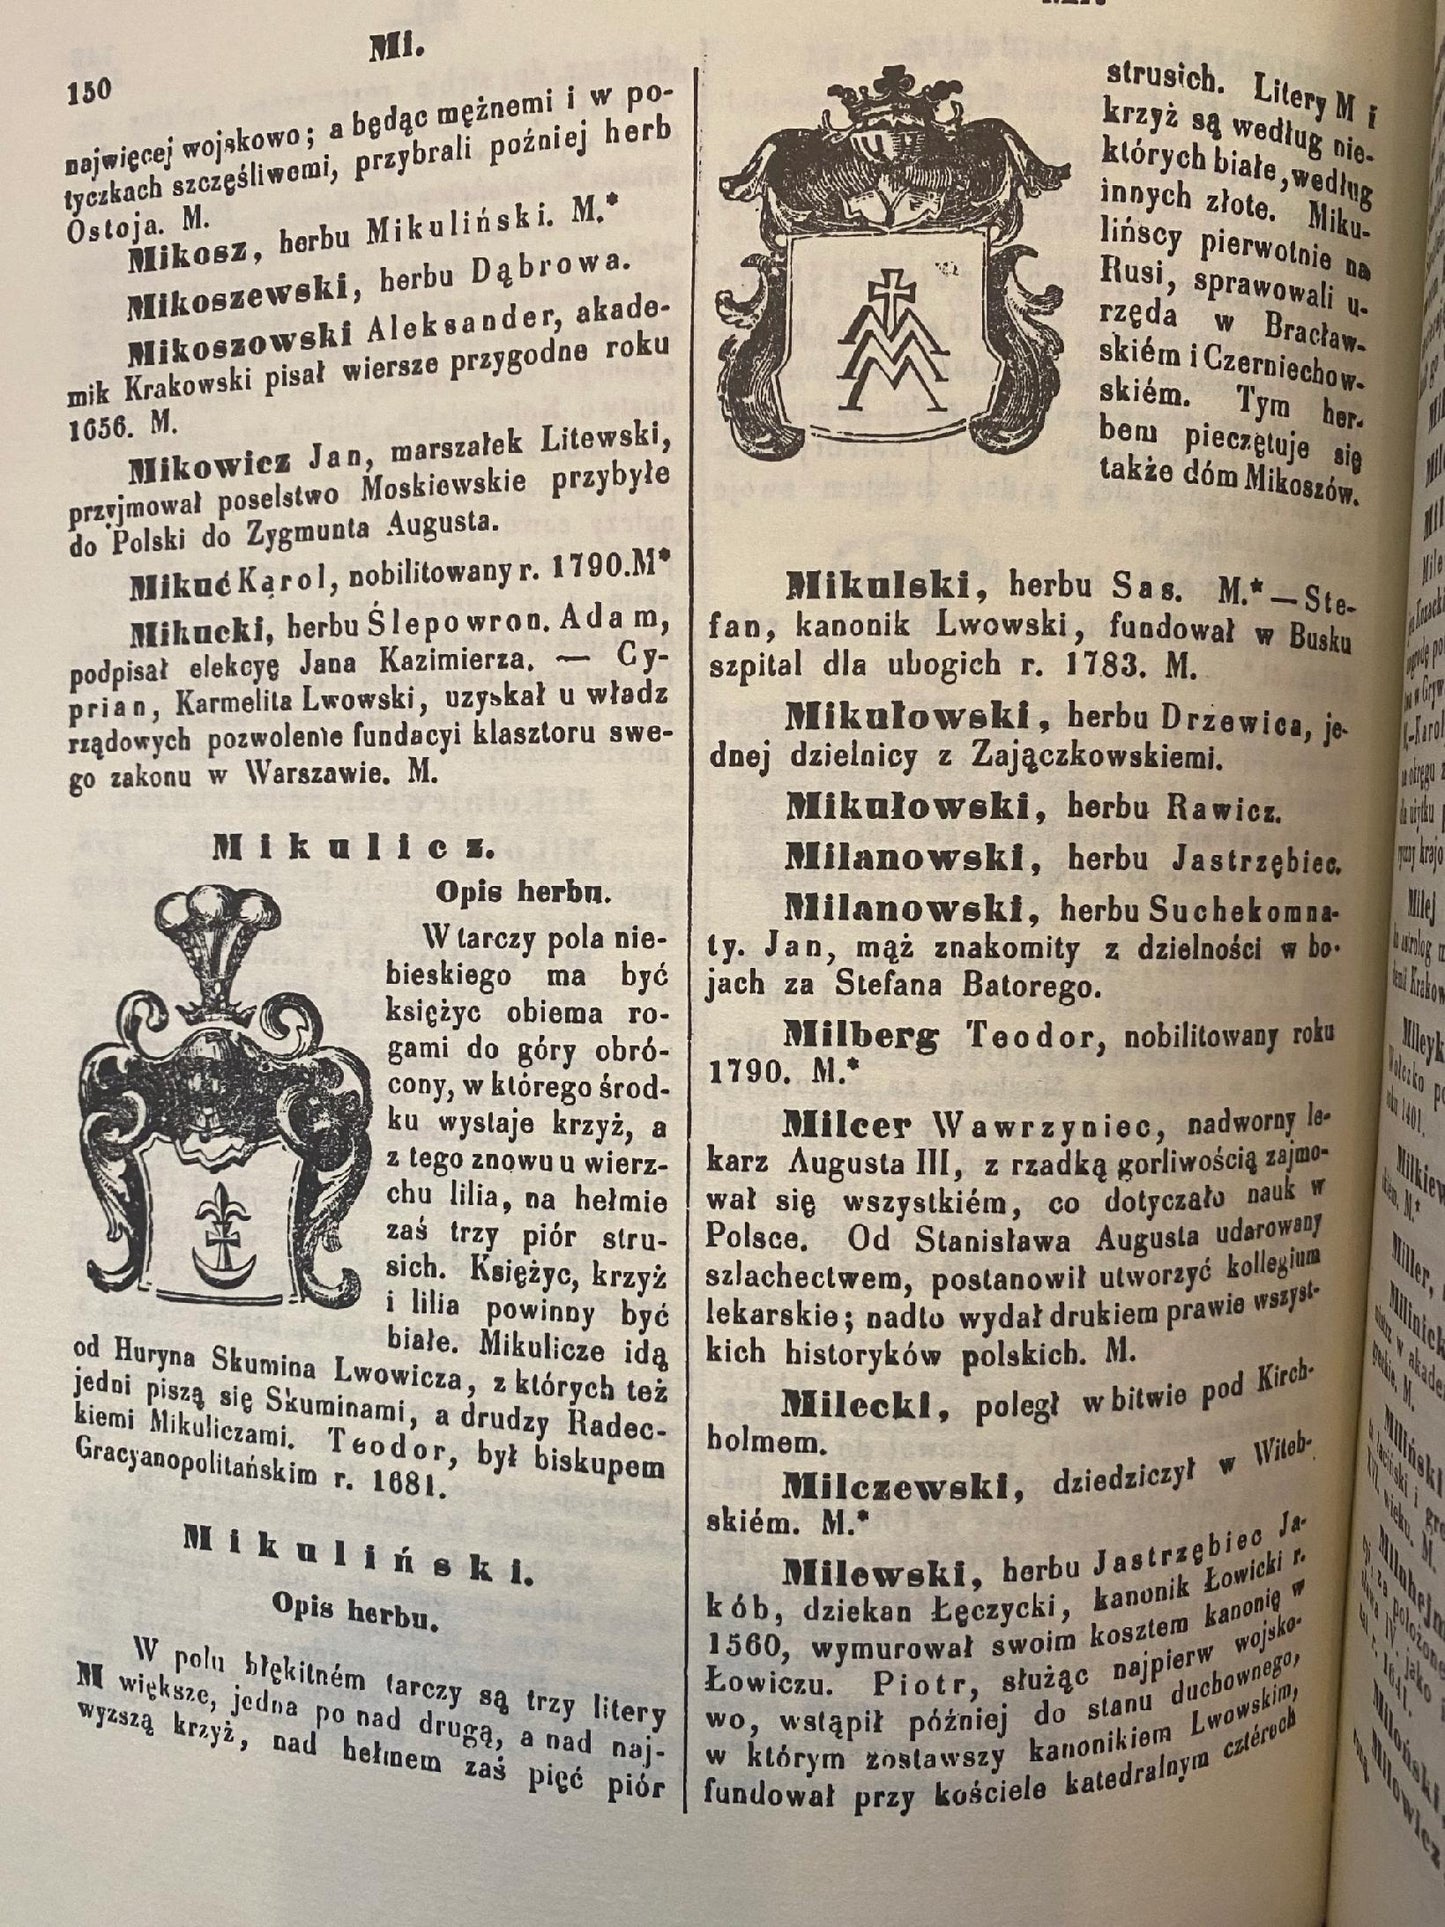 Mi.
150
najwięcej wojskowo; a będąc mężnemi i w po-
tyczkach szczęśliwemi, przybrali poźniej herb
Ostoja. M.
Mikosz, herbu Mikuliński. M.*
Mikoszewski, herbu Dąbrowa.
Mikoszowski Aleksander, akade-
mik Krakowski pisał wiersze przygodne roku
1656. M.
Mikowicz Jan, marszałek Litewski,
przyjmował poselstwo Moskiewskie przybyłe
do Polski do Zygmunta Augusta.
Mikuć Karol, nobilitowany r. 1790. M*
Mikucki, herbu Ślepowron. Adam,
podpisał elekcyę Jana Kazimierza. — Cy-
prian, Karmelita Lwowski, uzyskał u władz
rządowych pozwolenie fundacyi klasztoru swe-
go zakonu w Warszawie. M.
Mikulicz.
Opis herbu.
W tarczy pola nie-
bieskiego ma być
księżyc obiema ro-
gami do góry obró-
cony, w którego środ-
ku wystaje krzyż, a
z tego znowu u wierz-
chu lilia, na hełmie
zaś trzy piór stru-
sich. Księżyc, krzyż
i lilia powinny być
białe. Mikulicze idą
od Huryna Skumina Lwowicza, z których też
jedni piszą się Skuminami, a drudzy Radec-
kiemi Mikuliczami. Teodor, był biskupem
Gracyanopolitańskim r. 1681.
Mikuliński.
Opis herbu.
W polu błękitném tarczy są trzy litery
M większe, jedna po nad drugą, a nad naj-
wyzszą krzyż, nad hełmem zaś pięć piór
strusich. Litery M i
krzyż są według nie-
których białe, według
innych złote. Miku-
lińscy pierwotnie na
Rusi, sprawowali u-
rzęda w Bracław-
skiém i Czerniechow-
skiém. Tym her-
bem pieczętuje się
także dóm Mikoszów.
Mikulski, herbu Sas. M.* — Ste-
fan, kanonik Lwowski, fundował w Busku
szpital dla ubogich r. 1783. M.
Mikułowski, herbu Drzewica, je-
dnej dzielnicy z Zajączkowskiemi.
Mikułowski, herbu Rawicz.
Milanowski, herbu Jastrzębiec.
Milanowski, herbu Suchekomna-
ty. Jan, mąż znakomity z dzielności w bo-
jach za Stefana Batorego.
Milberg Teodor, nobilitowany roku
1790. M.*
Milcer Wawrzyniec, nadworny le-
karz Augusta III, z rzadką gorliwością zajmo-
wał się wszystkiém, co dotyczało nauk w
Polsce. Od Stanisława Augusta udarowany
szlachectwem, postanowił utworzyć kollegium
lekarskie; nadto wydał drukiem prawie wszyst-
kich historyków polskich. M.
Milecki, poległ w bitwie pod Kirch-
holmem.
Milczewski, dziedziczył w Witeb-
skiém. M.*
Milewski, herbu Jastrzębiec Ja-
kób, dziekan Łęczycki, kanonik Łowicki r.
1560, wymurował swoim kosztem kanonię w
Łowiczu. Piotr, służąc najpierw wojsko-
wo, wstąpił później do stanu duchownego,
w którym zostawszy kanonikiem Lwowskim,
fundował przy kościele katedralnym cztérech